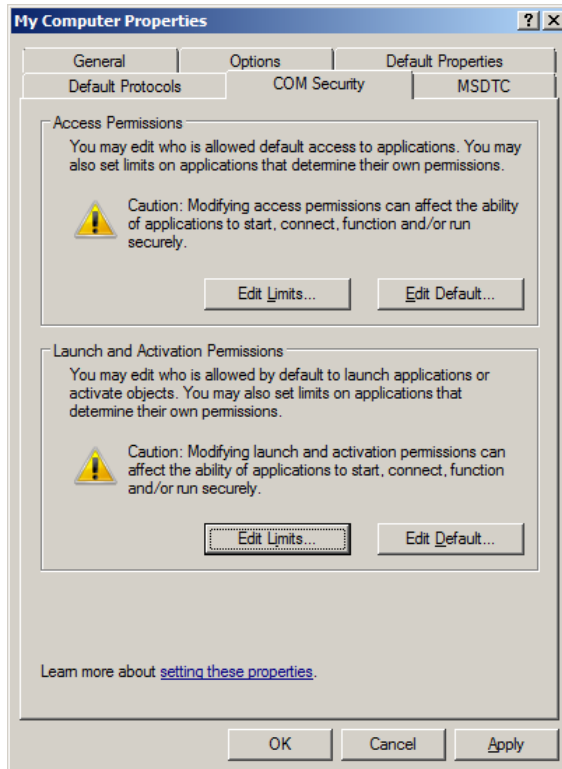 My Computer Properties
General Options Default Properties
Default Protocols COM Security MSDTC
Access Permissions
You may edit who is allowed default access to applications. You may
also set limits on applications that determine their own permissions.
Caution: Modifying access permissions can affect the ability
of applications to start, connect, function and/or run
securely.
Edit Limits... Edit Default...
Launch and Activation Permissions
You may edit who is allowed by default to launch applications or
activate objects. You may also set limits on applications that
determine their own permissions.
Caution: Modifying launch and activation permissions can
affect the ability of applications to start, connect, function
and/or run securely.
Edit Limits... Edit Default...
Learn more about setting these properties.
OK Cancel Apply